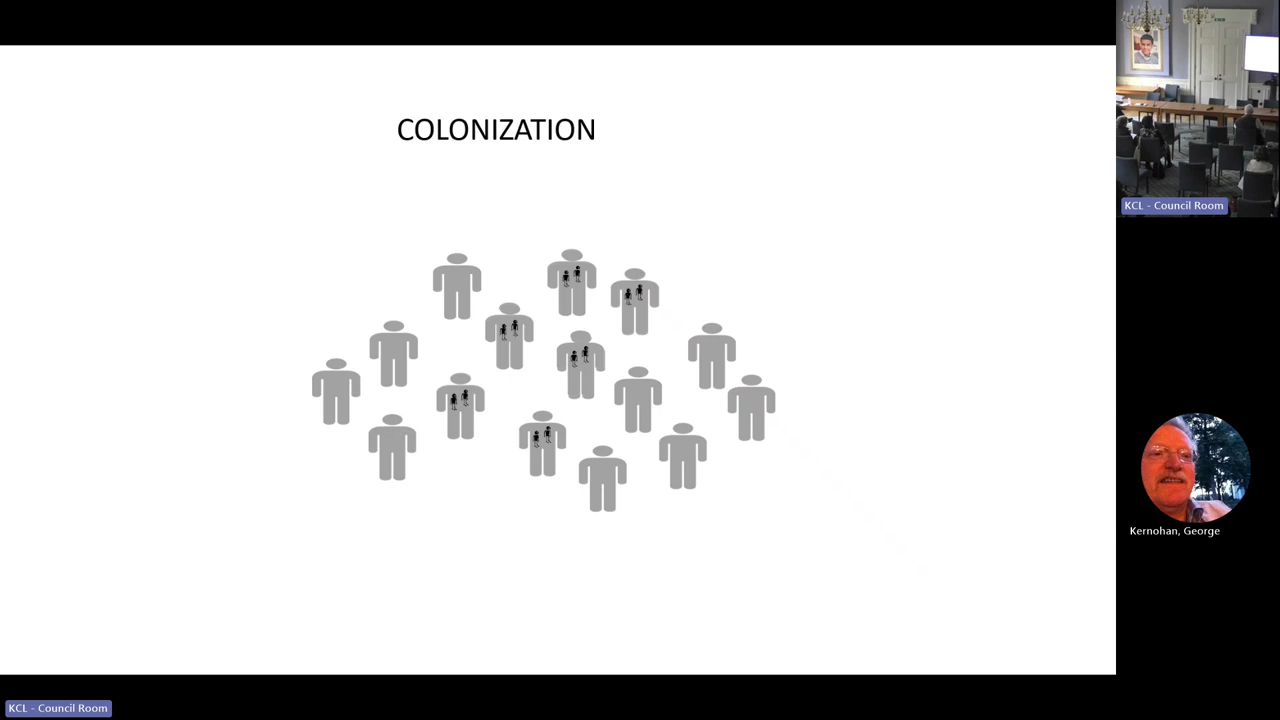 COLONIZATION
KCL - Council Room
Kernohan, George
KCL - Council Room